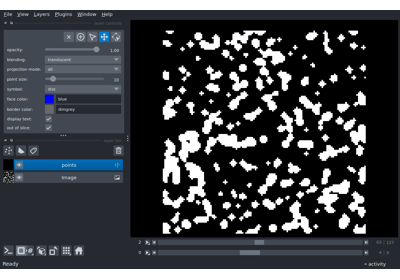 File View Layers Plugins Window Help
layer controls
opacity: 1.00
blending: translucent
projection mode: all
point size: 10
symbol: disc
face color: blue
border color: dimgray
display text:
out of slice:
layer list
points
Image
2
0
Ready
activity